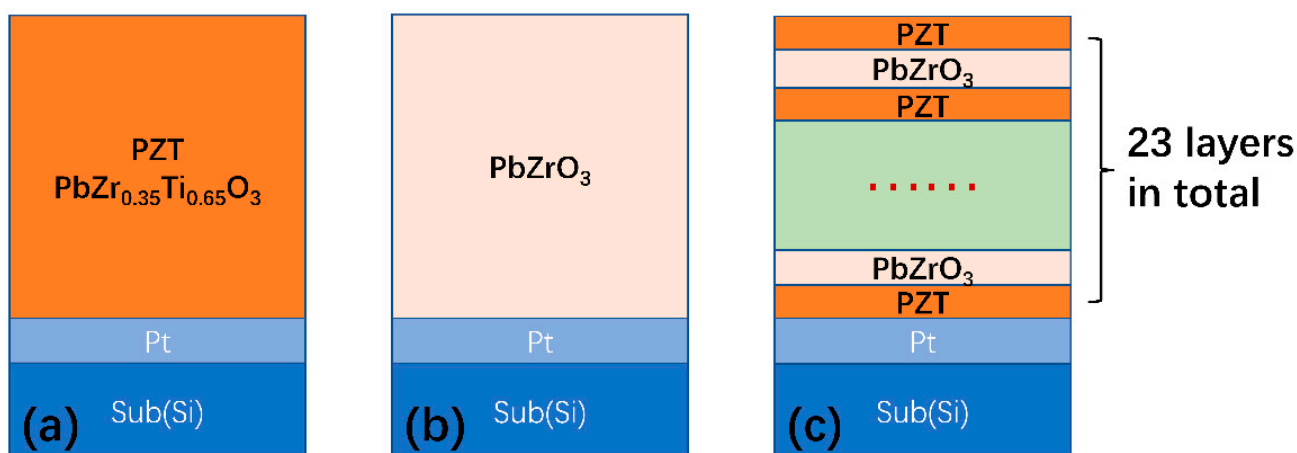 PZT
PbZr₀.₃₅Ti₀.₆₅O₃
Pt
Sub(Si)
(a)
PbZrO₃
Pt
Sub(Si)
(b)
PZT
PbZrO₃
PZT
......
PbZrO₃
PZT
Pt
Sub(Si)
(c)
23 layers
in total